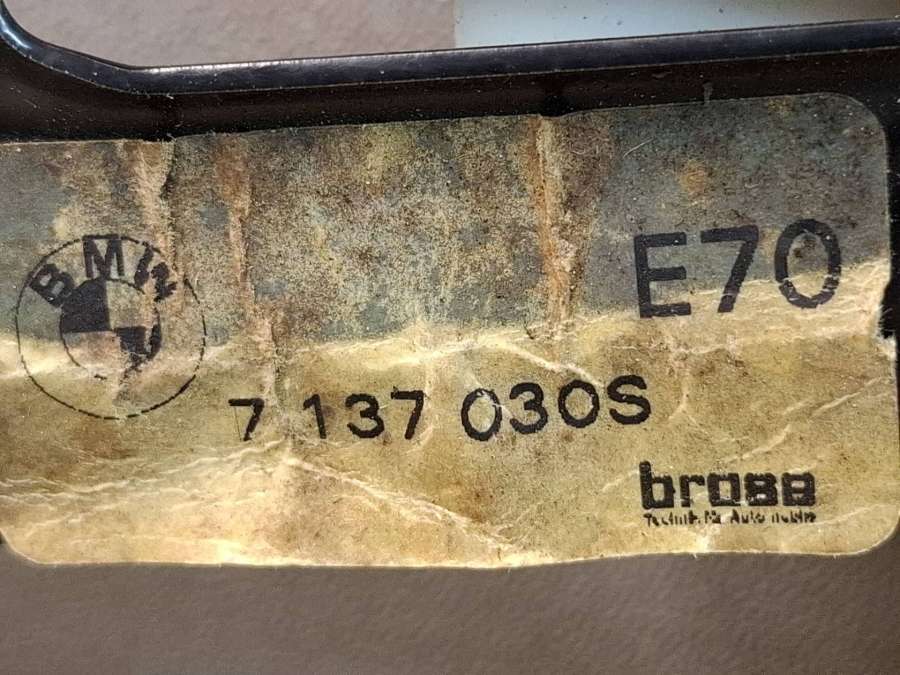 E70
BMW
7 137 030S
brose
Technik für Automobile